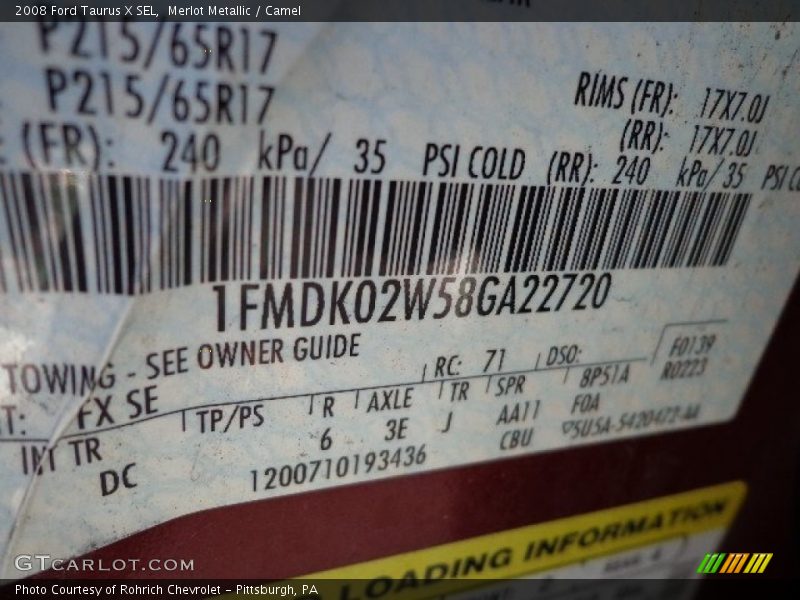 2008 Ford Taurus X SEL, Merlot Metallic / Camel
P215/65R17
P215/65R17
RIMS (FR): 17X7.0J
(RR): 17X7.0J
(FR): 240 kPa/ 35 PSI COLD (RR): 240 kPa/35
1FMDK02W58GA22720
TOWING - SEE OWNER GUIDE
RC: 71 DSO: F0139
R0223
T: FX SE TP/PS R AXLE TR SPR 8P51A
INT TR 6 3E J AA11 F0A
DC 1200710193436 CBU 5U5A-5420472-AA
LOADING INFORMATION
GTCARLOT.COM
Photo Courtesy of Rohrich Chevrolet - Pittsburgh, PA